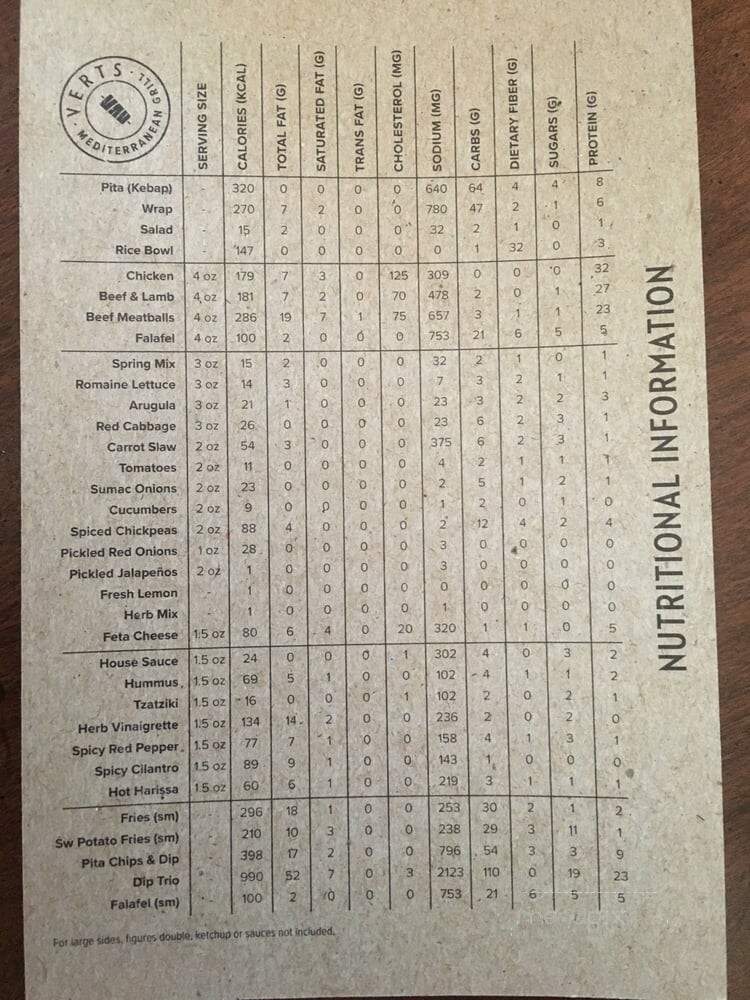 VERTS
MEDITERRANEAN GRILL
SERVING SIZE CALORIES (KCAL) TOTAL FAT (G) SATURATED FAT (G) TRANS FAT (G) CHOLESTEROL (MG) SODIUM (MG) CARBS (G) DIETARY FIBER (G) SUGARS (G) PROTEIN (G)
Pita (Kebap) - 320 0 0 0 0 640 64 4 4 8
Wrap - 270 7 2 0 0 780 47 2 1 6
Salad - 15 2 0 0 0 32 2 1 0 1
Rice Bowl - 147 0 0 0 0 0 1 32 0 3
Chicken 4 oz 179 7 3 0 125 309 0 0 0 32
Beef & Lamb 4 oz 181 7 2 0 70 478 2 0 1 27
Beef Meatballs 4 oz 286 19 7 1 75 657 3 1 1 23
Falafel 4 oz 100 2 0 0 0 753 21 6 5 5
Spring Mix 3 oz 15 2 0 0 0 32 2 1 0 1
Romaine Lettuce 3 oz 14 3 0 0 0 7 3 2 1 1
Arugula 3 oz 21 1 0 0 0 23 3 2 2 3
Red Cabbage 3 oz 26 0 0 0 0 23 6 2 3 1
Carrot Slaw 2 oz 54 3 0 0 0 375 6 2 3 1
Tomatoes 2 oz 11 0 0 0 0 4 2 1 1 1
Sumac Onions 2 oz 23 0 0 0 0 2 5 1 2 1
Cucumbers 2 oz 9 0 0 0 0 1 2 0 1 0
Spiced Chickpeas 2 oz 88 4 0 0 0 2 12 4 2 4
Pickled Red Onions 1 oz 28 0 0 0 0 3 0 0 0 0
Pickled Jalapeños 2 oz 1 0 0 0 0 3 0 0 0 0
Fresh Lemon - 1 0 0 0 0 0 0 0 0 0
Herb Mix - 1 0 0 0 0 1 0 0 0 0
Feta Cheese 1.5 oz 80 6 4 0 20 320 1 1 0 5
House Sauce 1.5 oz 24 0 0 0 1 302 4 0 3 2
Hummus 1.5 oz 69 5 1 0 0 102 4 1 1 2
Tzatziki 1.5 oz 16 0 0 0 1 102 2 0 2 1
Herb Vinaigrette 1.5 oz 134 14 2 0 0 236 2 0 2 0
Spicy Red Pepper 1.5 oz 77 7 1 0 0 158 4 1 3 1
Spicy Cilantro 1.5 oz 89 9 1 0 0 143 1 0 0 0
Hot Harissa 1.5 oz 60 6 1 0 0 219 3 1 1 1
Fries (sm) - 296 18 1 0 0 253 30 2 1 2
Sw Potato Fries (sm) - 210 10 3 0 0 238 29 3 11 1
Pita Chips & Dip - 398 17 2 0 0 796 54 3 3 9
Dip Trio - 990 52 7 0 3 2123 110 0 19 23
Falafel (sm) - 100 2 0 0 0 753 21 6 5 5
For large sides, figures double, ketchup or sauces not included.
NUTRITIONAL INFORMATION